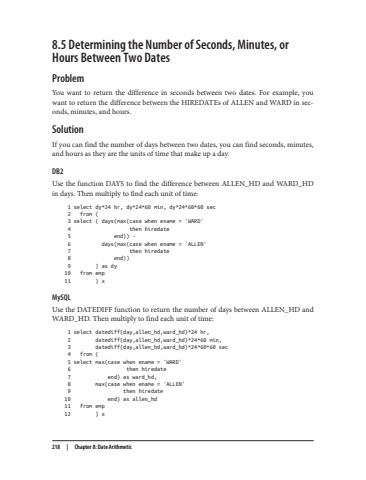 8.5 Determining the Number of Seconds, Minutes, or
Hours Between Two Dates
Problem
You want to return the difference in seconds between two dates. For example, you
want to return the difference between the HIREDATEs of ALLEN and WARD in sec-
onds, minutes, and hours.
Solution
If you can find the number of days between two dates, you can find seconds, minutes,
and hours as they are the units of time that make up a day.
DB2
Use the function DAYS to find the difference between ALLEN_HD and WARD_HD
in days. Then multiply to find each unit of time:
1 select dy*24 hr, dy*24*60 min, dy*24*60*60 sec
2   from (
3 select ( days(max(case when ename = 'WARD'
4                   then hiredate
5              end)) -
6          days(max(case when ename = 'ALLEN'
7                   then hiredate
8              end))
9        ) as dy
10   from emp
11        ) x
MySQL
Use the DATEDIFF function to return the number of days between ALLEN_HD and
WARD_HD. Then multiply to find each unit of time:
1 select datediff(day,allen_hd,ward_hd)*24 hr,
2        datediff(day,allen_hd,ward_hd)*24*60 min,
3        datediff(day,allen_hd,ward_hd)*24*60*60 sec
4   from (
5 select max(case when ename = 'WARD'
6                  then hiredate
7            end) as ward_hd,
8        max(case when ename = 'ALLEN'
9                 then hiredate
10            end) as allen_hd
11   from emp
12        ) x
218 | Chapter 8: Date Arithmetic